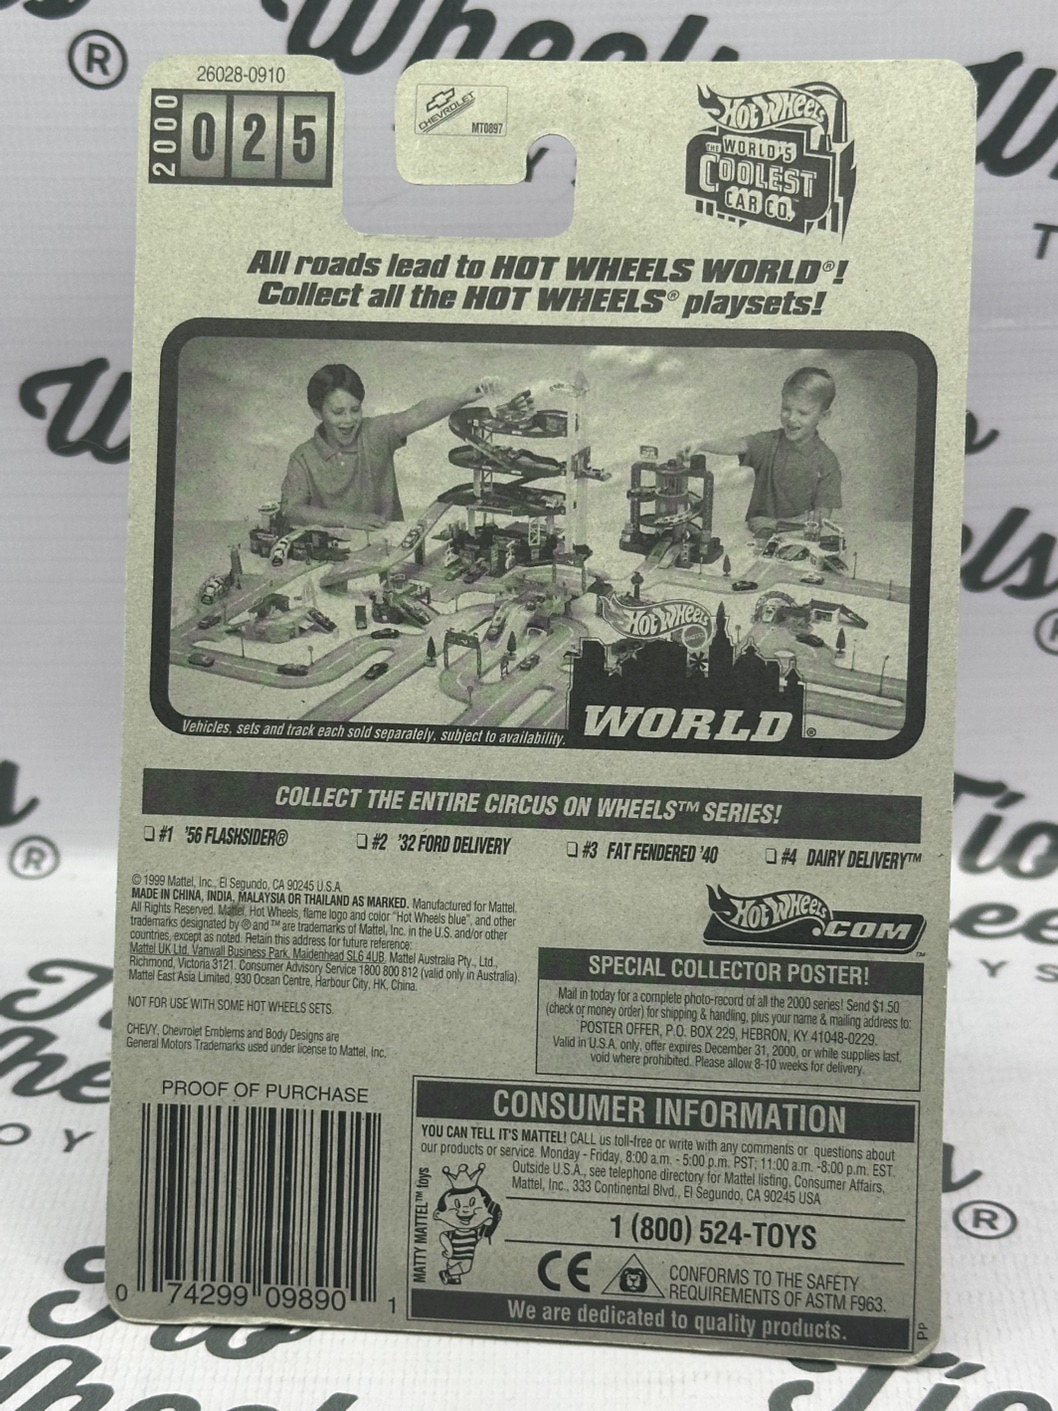 26028-0910
2000 025
CHEVROLET
MT0897
HOT WHEELS
THE WORLD'S
COOLEST
CAR CO.™
All roads lead to HOT WHEELS WORLD®!
Collect all the HOT WHEELS® playsets!
HOT WHEELS
WORLD®
Vehicles, sets and track each sold separately, subject to availability.
COLLECT THE ENTIRE CIRCUS ON WHEELS™ SERIES!
#1 '56 FLASHSIDER® #2 '32 FORD DELIVERY #3 FAT FENDERED '40 #4 DAIRY DELIVERY™
© 1999 Mattel, Inc., El Segundo, CA 90245 U.S.A.
MADE IN CHINA, INDIA, MALAYSIA OR THAILAND AS MARKED. Manufactured for Mattel.
All Rights Reserved. Mattel, Hot Wheels, flame logo and color "Hot Wheels blue", and other
trademarks designated by ® and ™ are trademarks of Mattel, Inc. in the U.S. and/or other
countries, except as noted. Retain this address for future reference:
Mattel UK Ltd, Vanwall Business Park, Maidenhead SL6 4UB. Mattel Australia Pty., Ltd.,
Richmond, Victoria 3121. Consumer Advisory Service 1800 800 812 (valid only in Australia).
Mattel East Asia Limited, 930 Ocean Centre, Harbour City, HK, China.
NOT FOR USE WITH SOME HOT WHEELS SETS.
CHEVY, Chevrolet Emblems and Body Designs are
General Motors Trademarks used under license to Mattel, Inc.
HOT WHEELS.COM™
SPECIAL COLLECTOR POSTER!
Mail in today for a complete photo-record of all the 2000 series! Send $1.50
(check or money order) for shipping & handling, plus your name & mailing address to:
POSTER OFFER, P.O. BOX 229, HEBRON, KY 41048-0229.
Valid in U.S.A. only, offer expires December 31, 2000, or while supplies last,
void where prohibited. Please allow 8-10 weeks for delivery.
PROOF OF PURCHASE
0 74299 09890 1
CONSUMER INFORMATION
YOU CAN TELL IT'S MATTEL! CALL us toll-free or write with any comments or questions about
our products or service. Monday - Friday, 8:00 a.m. - 5:00 p.m. PST; 11:00 a.m. -8:00 p.m. EST.
Outside U.S.A., see telephone directory for Mattel listing, Consumer Affairs,
Mattel, Inc., 333 Continental Blvd., El Segundo, CA 90245 USA
MATTY MATTEL™ toys
1 (800) 524-TOYS
CE
CONFORMS TO THE SAFETY
REQUIREMENTS OF ASTM F963.
We are dedicated to quality products.
PP